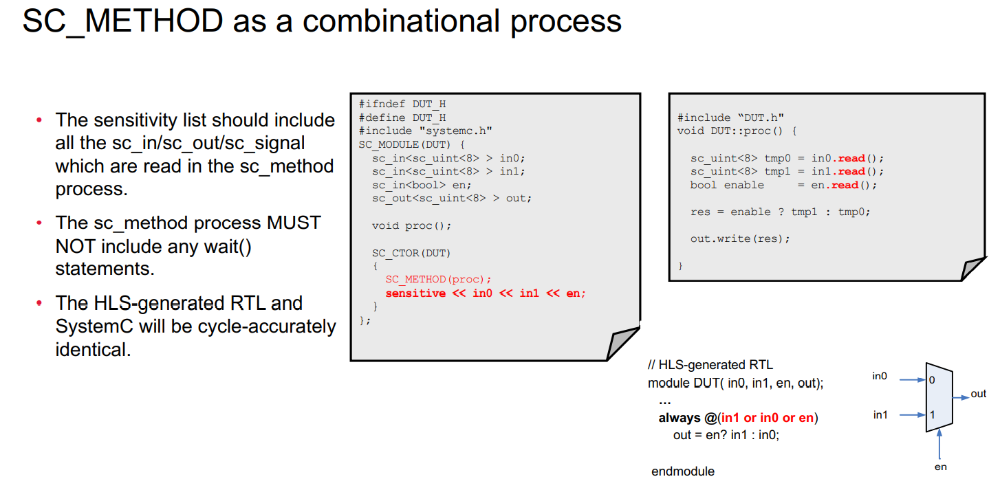 SC_METHOD as a combinational process
• The sensitivity list should include
all the sc_in/sc_out/sc_signal
which are read in the sc_method
process.
• The sc_method process MUST
NOT include any wait()
statements.
• The HLS-generated RTL and
SystemC will be cycle-accurately
identical.
#ifndef DUT_H
#define DUT_H
#include "systemc.h"
SC_MODULE(DUT) {
sc_in<sc_uint<8> > in0;
sc_in<sc_uint<8> > in1;
sc_in<bool> en;
sc_out<sc_uint<8> > out;
void proc();
SC_CTOR(DUT)
{
SC_METHOD(proc);
sensitive << in0 << in1 << en;
}
};
#include “DUT.h"
void DUT::proc() {
sc_uint<8> tmp0 = in0.read();
sc_uint<8> tmp1 = in1.read();
bool enable     = en.read();
res = enable ? tmp1 : tmp0;
out.write(res);
}
// HLS-generated RTL
module DUT( in0, in1, en, out);
...
always @(in1 or in0 or en)
out = en? in1 : in0;
endmodule
in0
0
out
in1
1
en